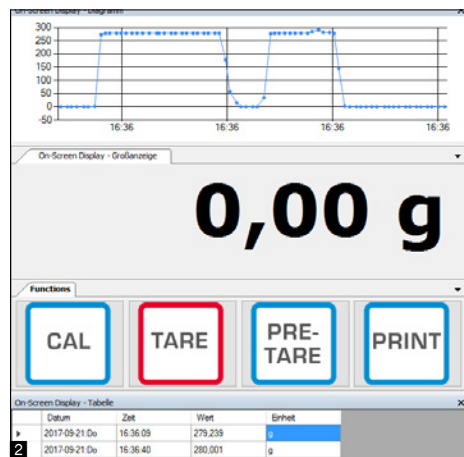 On-Screen Display - Diagramm ×
300
250
200
150
100
50
0
-50
16:36 16:36 16:36 16:36
On-Screen Display - Großanzeige
0,00 g
Functions
CAL TARE PRE-
TARE PRINT
On-Screen Display - Tabelle ×
Datum Zeit Wert Einheit
2017-09-21:Do 16:36:09 279,239 g
2 2017-09-21:Do 16:36:40 280,001 g